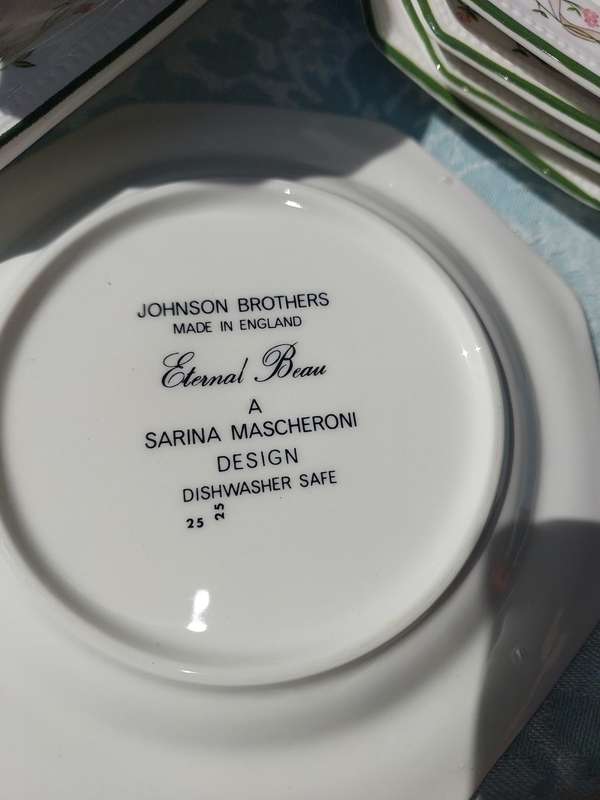 JOHNSON BROTHERS
MADE IN ENGLAND
Eternal Beau
A
SARINA MASCHERONI
DESIGN
DISHWASHER SAFE
25 25